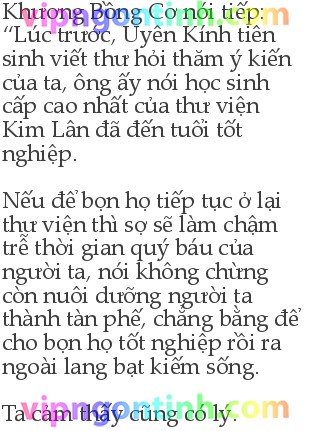 Khương Bồng Cơ nói tiếp:
vipngontinh.com
“Lúc trước, Uyên Kính tiên
sinh viết thư hỏi thăm ý kiến
của ta, ông ấy nói học sinh
cấp cao nhất của thư viện
Kim Lân đã đến tuổi tốt
nghiệp.

Nếu để bọn họ tiếp tục ở lại
thư viện thì sợ sẽ làm chậm
trễ thời gian quý báu của
người ta, nói không chừng
còn nuôi dưỡng người ta
thành tàn phế, chẳng bằng để
cho bọn họ tốt nghiệp rồi ra
ngoài lang bạt kiếm sống.

Ta cảm thấy cũng có lý.
vipngontinh.com